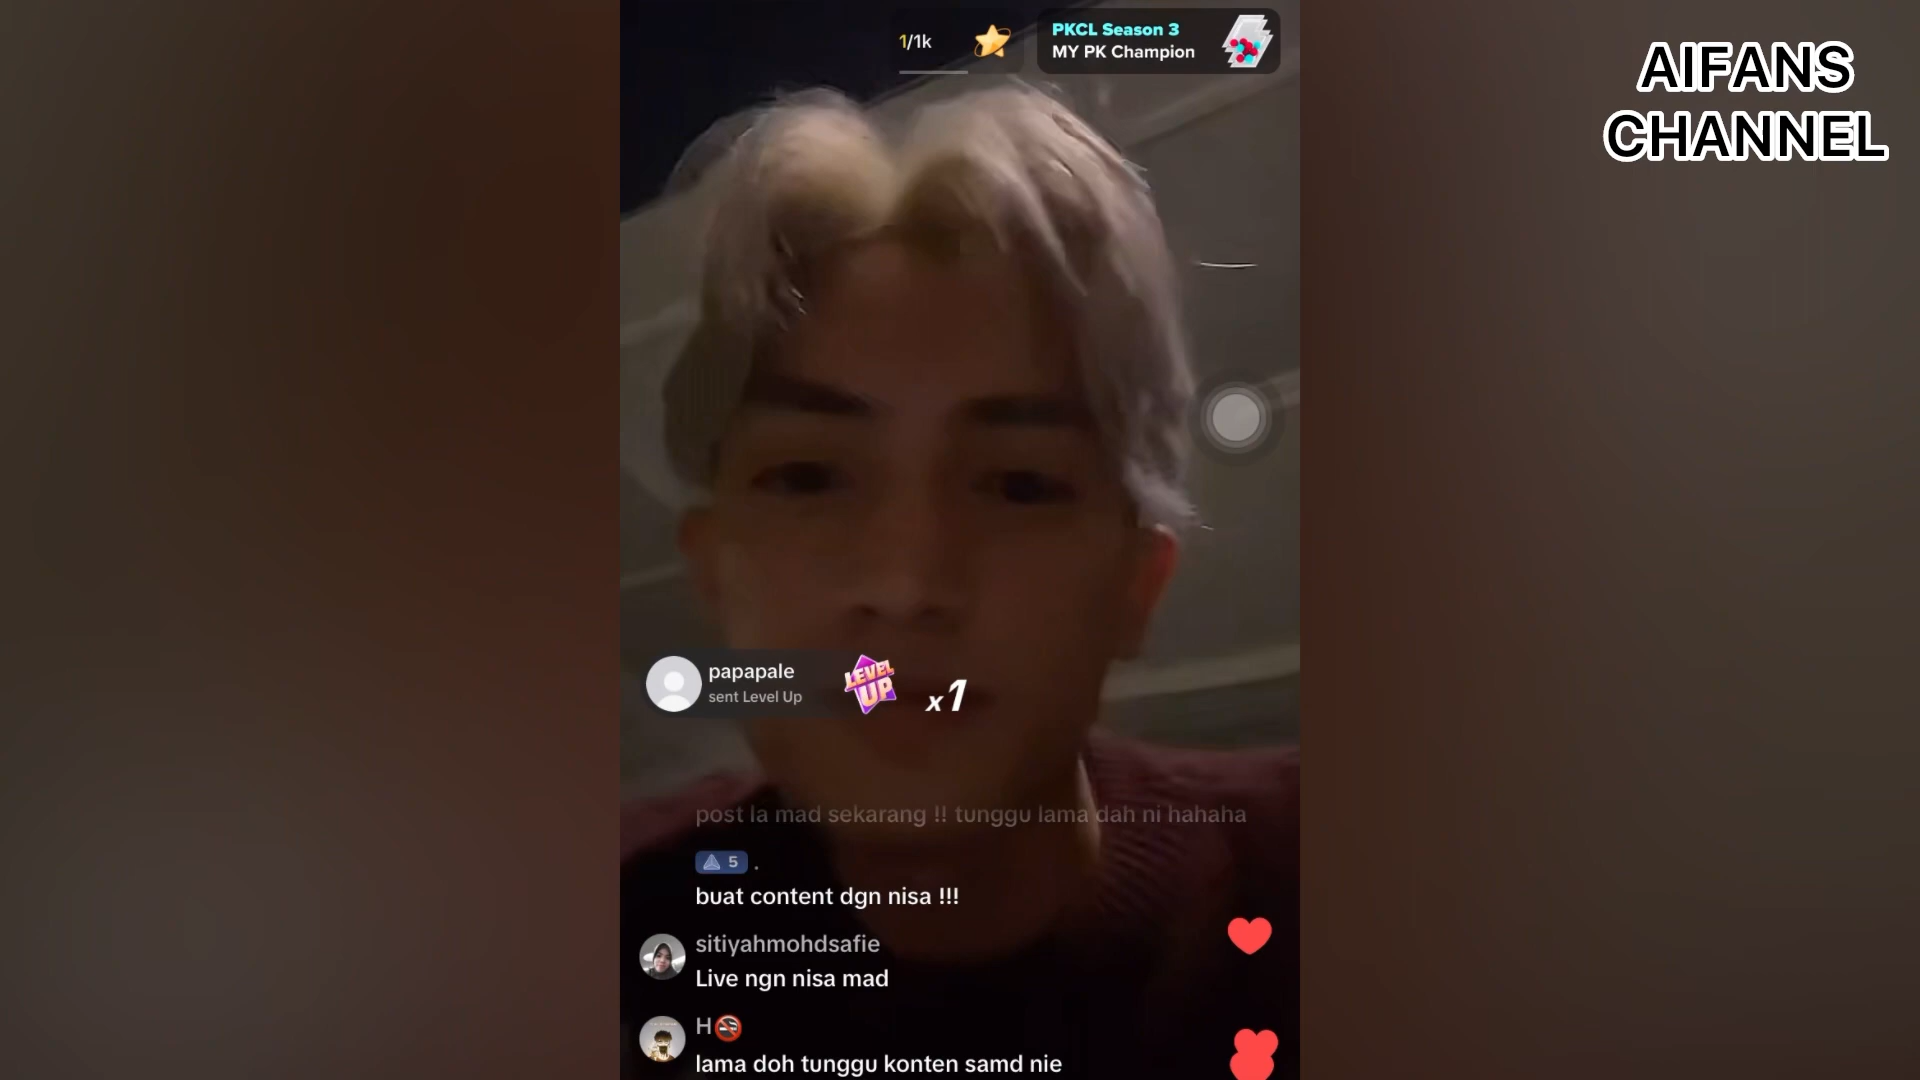 1/1k
PKCL Season 3
MY PK Champion
AIFANS
CHANNEL
papapale
sent Level Up
LEVEL
UP
x1
post la mad sekarang !! tunggu lama dah ni hahaha
5 .
buat content dgn nisa !!!
sitiyahmohdsafie
Live ngn nisa mad
H
lama doh tunggu konten samd nie